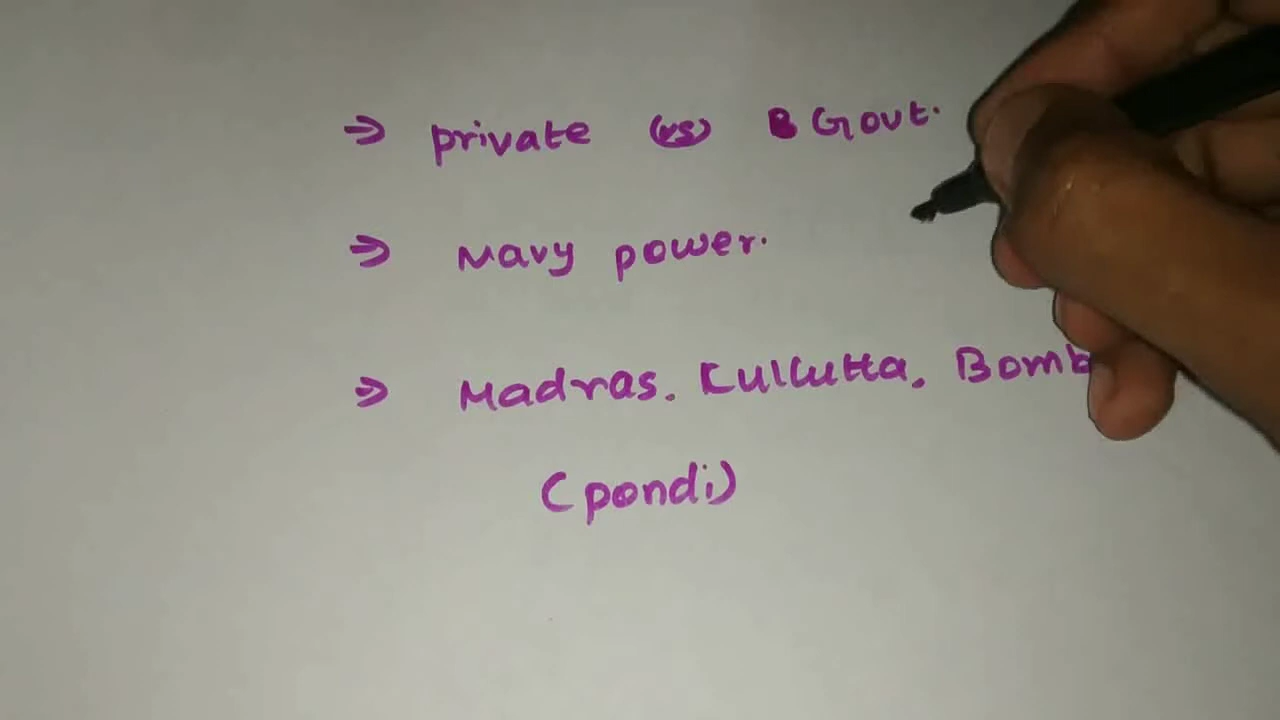 → private (vs) Govt.
→ Navy power.
→ Madras, Kullutta, Bomb
(pondi)